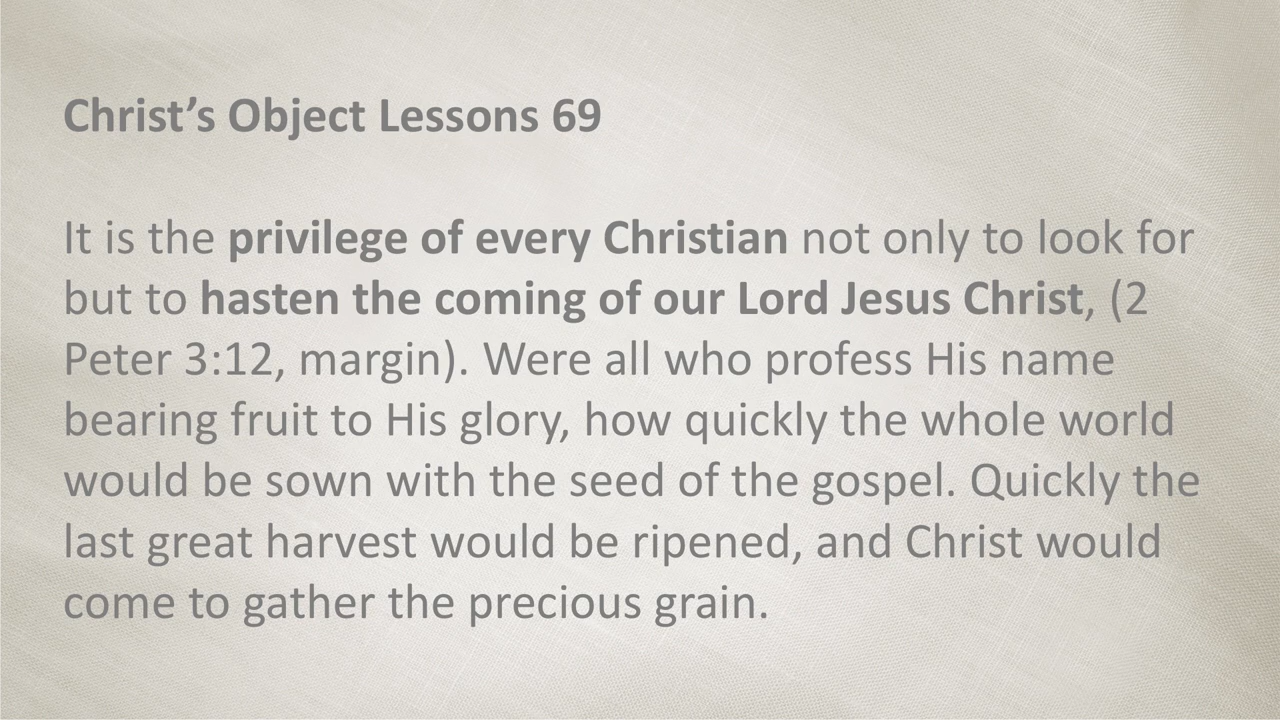 Christ’s Object Lessons 69
It is the privilege of every Christian not only to look for
but to hasten the coming of our Lord Jesus Christ, (2
Peter 3:12, margin). Were all who profess His name
bearing fruit to His glory, how quickly the whole world
would be sown with the seed of the gospel. Quickly the
last great harvest would be ripened, and Christ would
come to gather the precious grain.